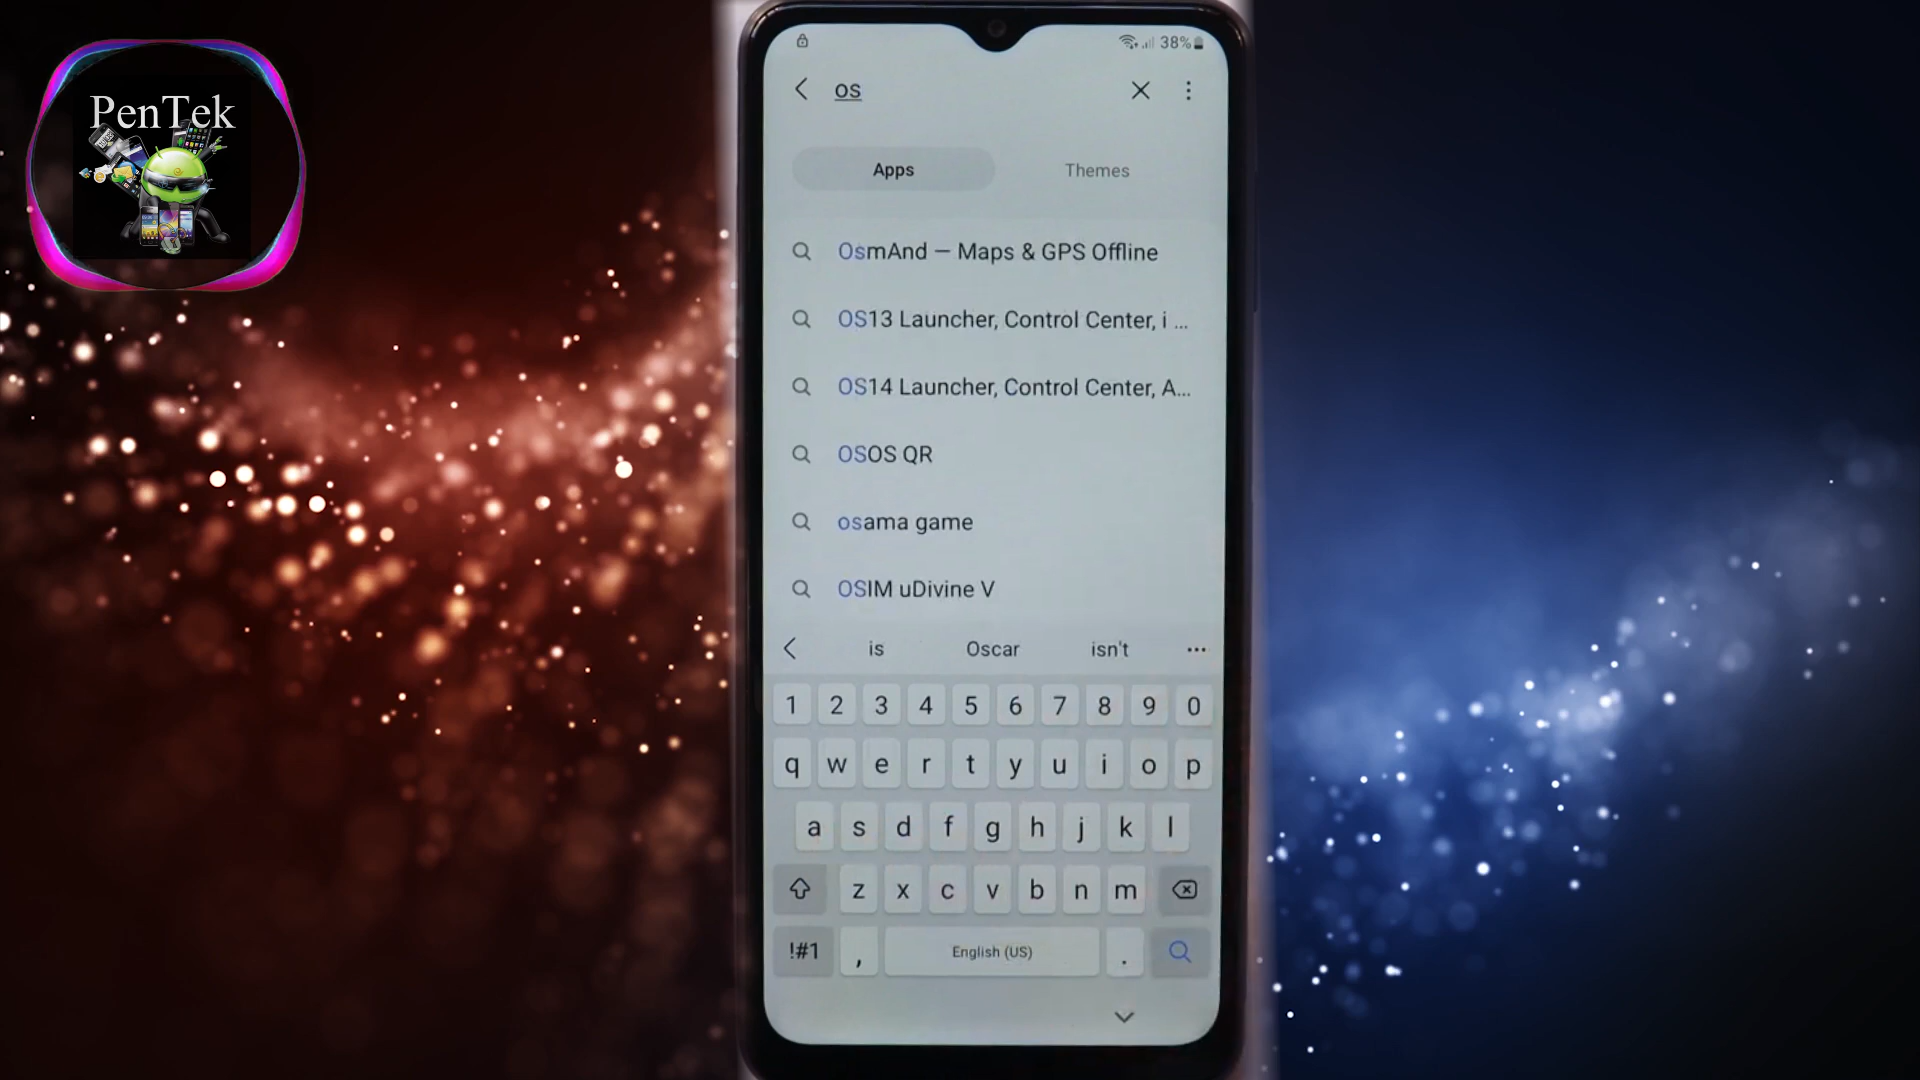 PenTek
38%
os
Apps
Themes
OsmAnd — Maps & GPS Offline
OS13 Launcher, Control Center, i ...
OS14 Launcher, Control Center, A...
OSOS QR
osama game
OSIM uDivine V
is Oscar isn't ...
1 2 3 4 5 6 7 8 9 0
q w e r t y u i o p
a s d f g h j k l
z x c v b n m
!#1 , English (US) .